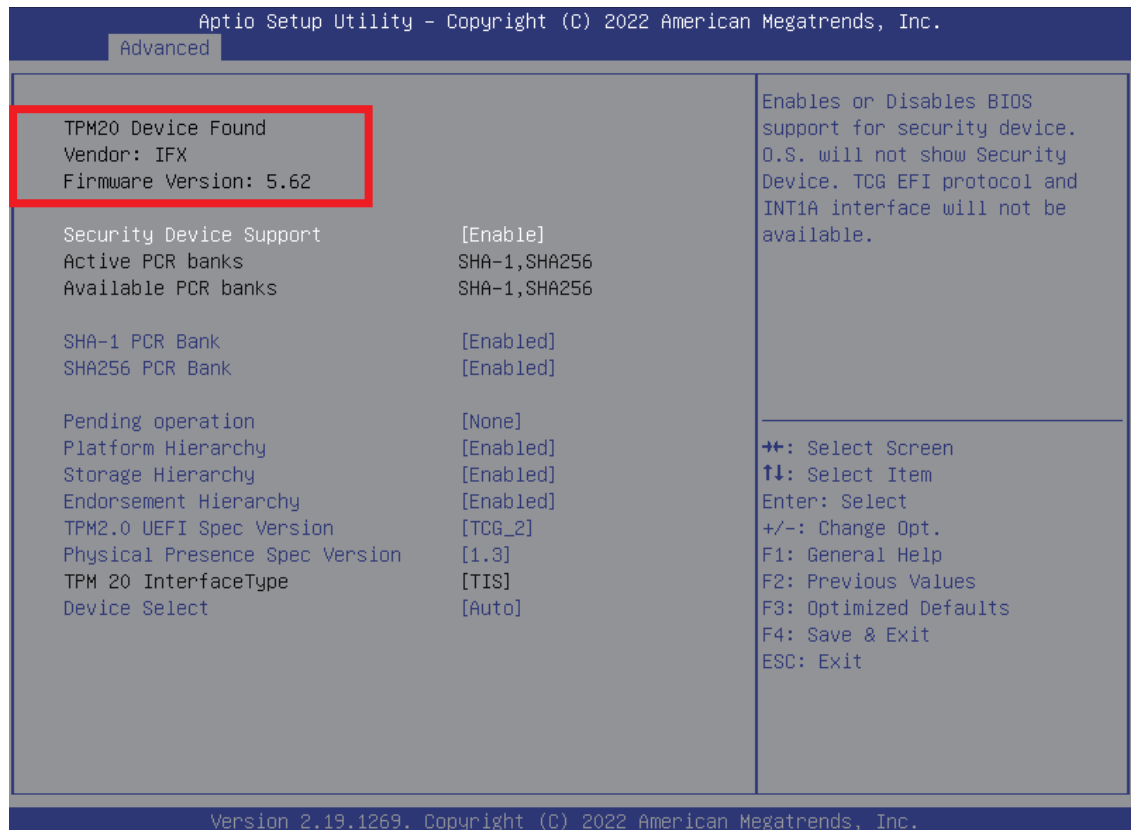 Aptio Setup Utility – Copyright (C) 2022 American Megatrends, Inc.
Advanced
TPM20 Device Found
Vendor: IFX
Firmware Version: 5.62
Security Device Support [Enable]
Active PCR banks SHA-1,SHA256
Available PCR banks SHA-1,SHA256
SHA-1 PCR Bank [Enabled]
SHA256 PCR Bank [Enabled]
Pending operation [None]
Platform Hierarchy [Enabled]
Storage Hierarchy [Enabled]
Endorsement Hierarchy [Enabled]
TPM2.0 UEFI Spec Version [TCG_2]
Physical Presence Spec Version [1.3]
TPM 20 InterfaceType [TIS]
Device Select [Auto]
Enables or Disables BIOS
support for security device.
O.S. will not show Security
Device. TCG EFI protocol and
INT1A interface will not be
available.
→←: Select Screen
↑↓: Select Item
Enter: Select
+/-: Change Opt.
F1: General Help
F2: Previous Values
F3: Optimized Defaults
F4: Save & Exit
ESC: Exit
Version 2.19.1269. Copyright (C) 2022 American Megatrends, Inc.